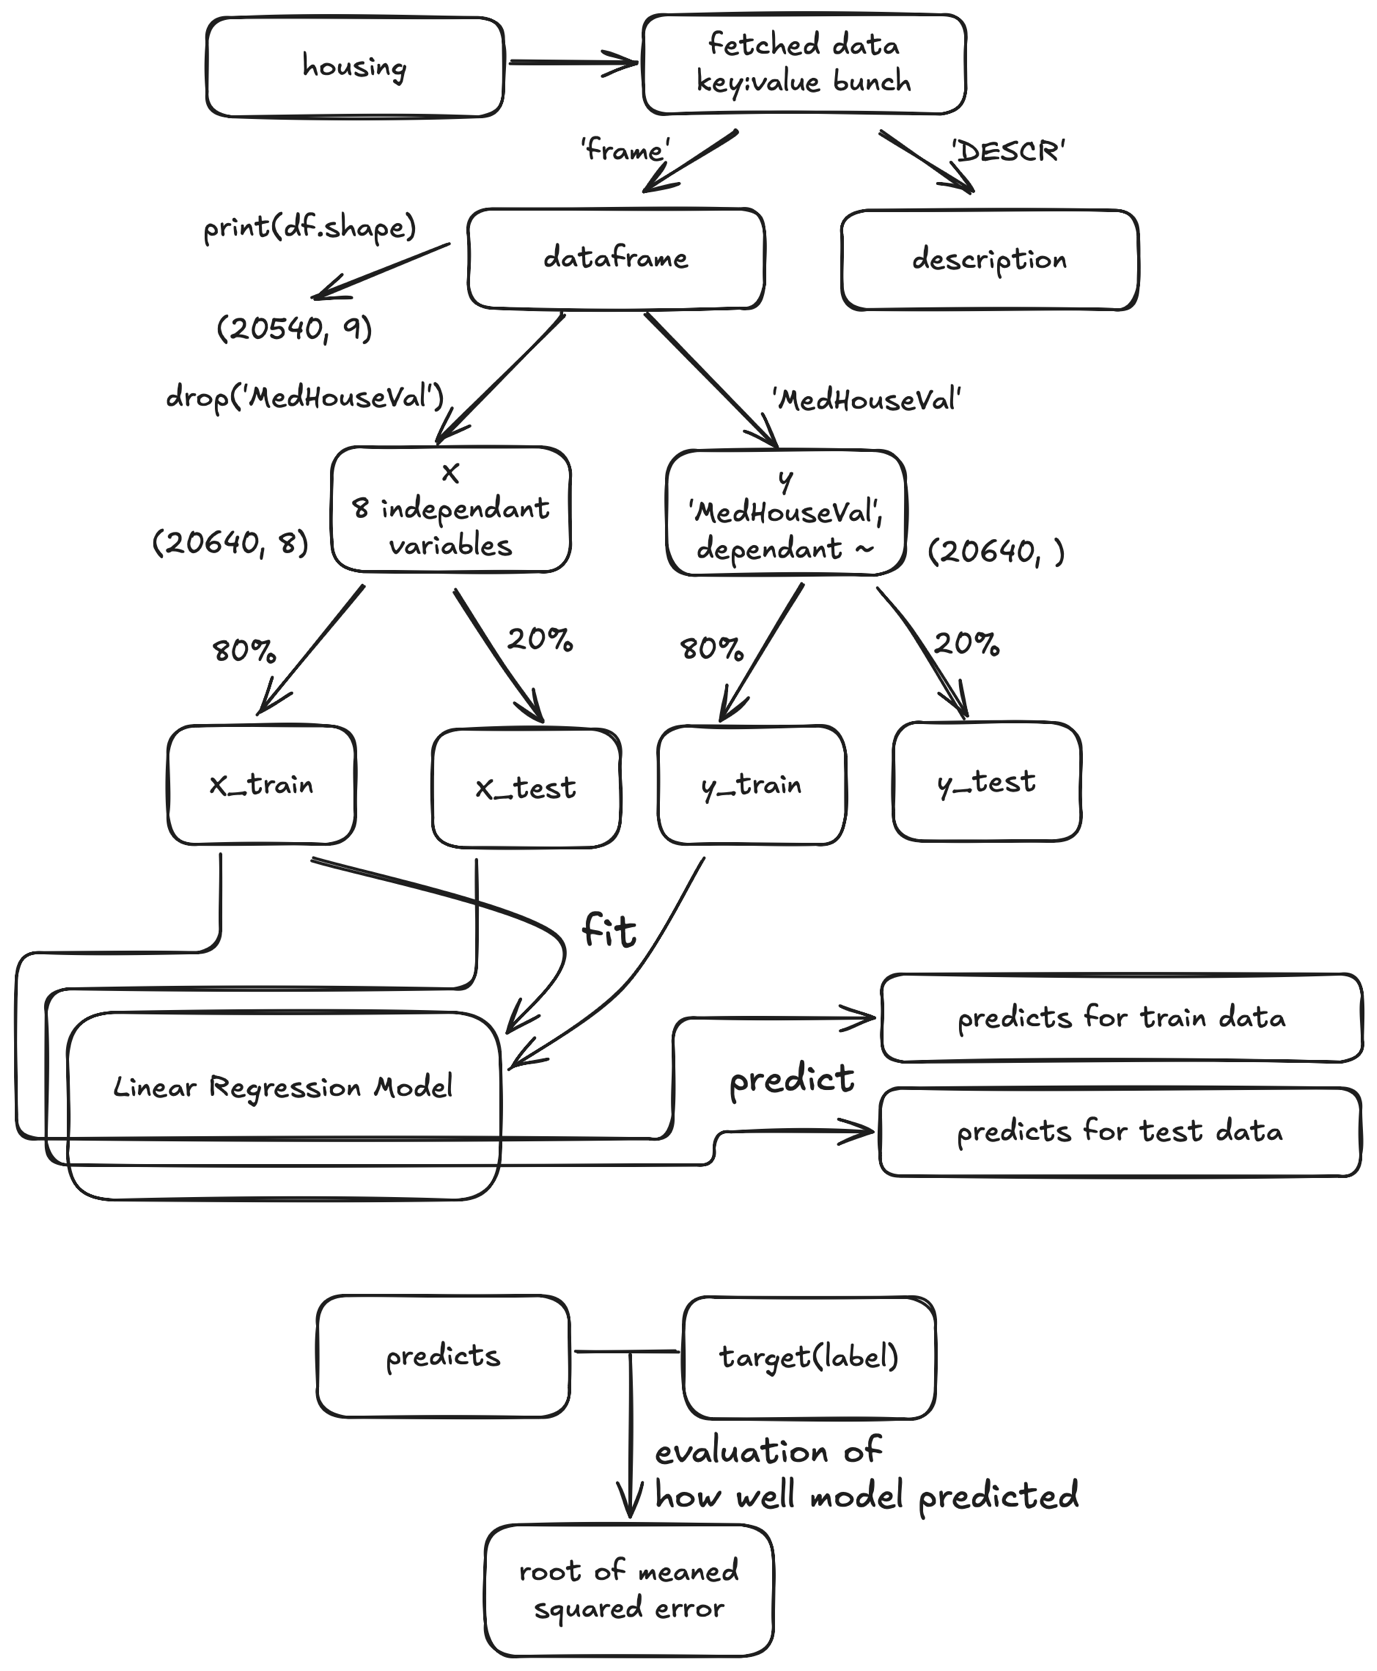 housing
fetched data
key:value bunch
'frame'
'DESCR'
print(df.shape)
dataframe
description
(20540, 9)
drop('MedHouseVal')
'MedHouseVal'
X
8 independant
variables
y
'MedHouseVal',
dependant ~
(20640, 8)
(20640, )
80%
20%
80%
20%
X_train
X_test
y_train
y_test
fit
predicts for train data
Linear Regression Model
predict
predicts for test data
predicts
target(label)
evaluation of
how well model predicted
root of meaned
squared error